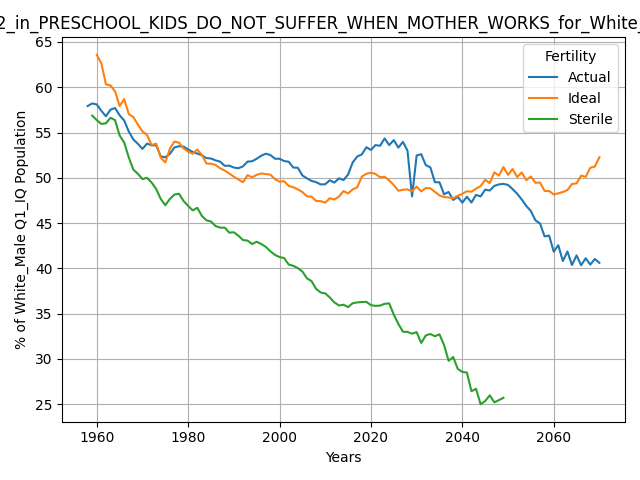 2_in_PRESCHOOL_KIDS_DO_NOT_SUFFER_WHEN_MOTHER_WORKS_for_White_
% of White_Male Q1_IQ Population
65
60
55
50
45
40
35
30
25
Fertility
Actual
Ideal
Sterile
1960
1980
2000
2020
2040
2060
Years